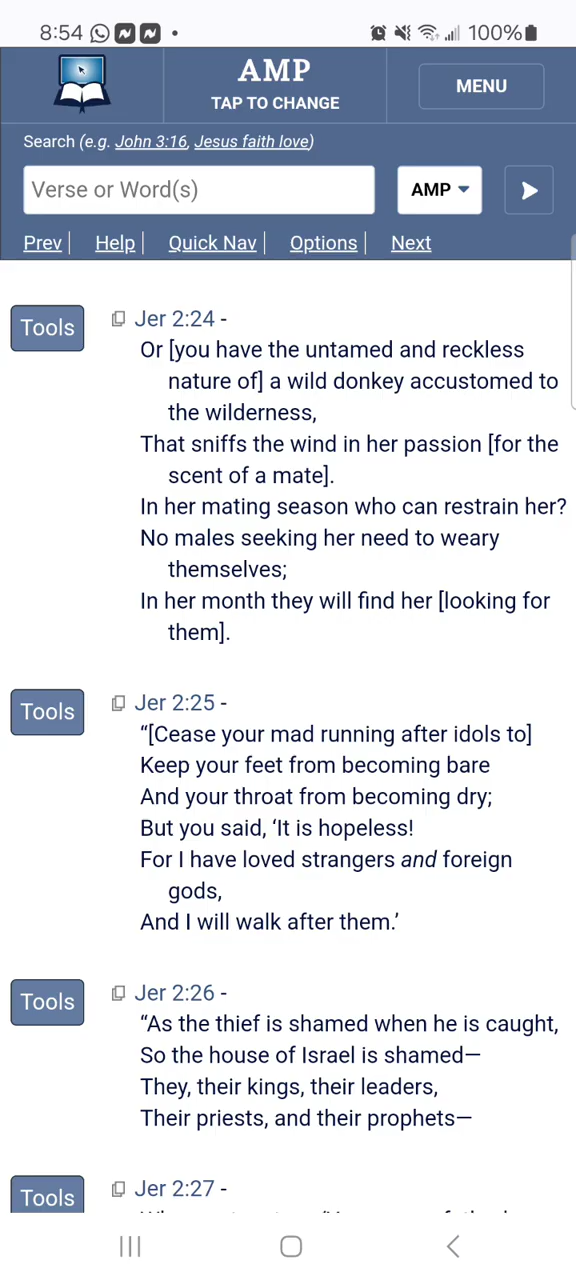 8:54 100%
AMP
TAP TO CHANGE
MENU
Search (e.g. John 3:16, Jesus faith love)
Verse or Word(s)
AMP
Prev Help Quick Nav Options Next
Tools
Jer 2:24 -
Or [you have the untamed and reckless
nature of] a wild donkey accustomed to
the wilderness,
That sniffs the wind in her passion [for the
scent of a mate].
In her mating season who can restrain her?
No males seeking her need to weary
themselves;
In her month they will find her [looking for
them].
Tools
Jer 2:25 -
“[Cease your mad running after idols to]
Keep your feet from becoming bare
And your throat from becoming dry;
But you said, ‘It is hopeless!
For I have loved strangers and foreign
gods,
And I will walk after them.’
Tools
Jer 2:26 -
“As the thief is shamed when he is caught,
So the house of Israel is shamed—
They, their kings, their leaders,
Their priests, and their prophets—
Tools
Jer 2:27 -